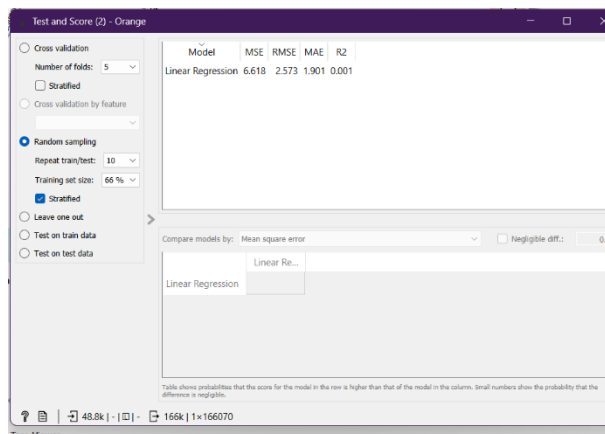 Test and Score (2) - Orange
Cross validation
Number of folds: 5
Stratified
Cross validation by feature
Random sampling
Repeat train/test: 10
Training set size: 66 %
Stratified
Leave one out
Test on train data
Test on test data
Model MSE RMSE MAE R2
Linear Regression 6.618 2.573 1.901 0.001
Compare models by: Mean square error Negligible diff.:
Linear Re...
Linear Regression
Table shows probabilities that the score for the model in the row is higher than that of the model in the column. Small numbers show the probability that the
difference is negligible.
48.8k | - | - 166k | 1×166070